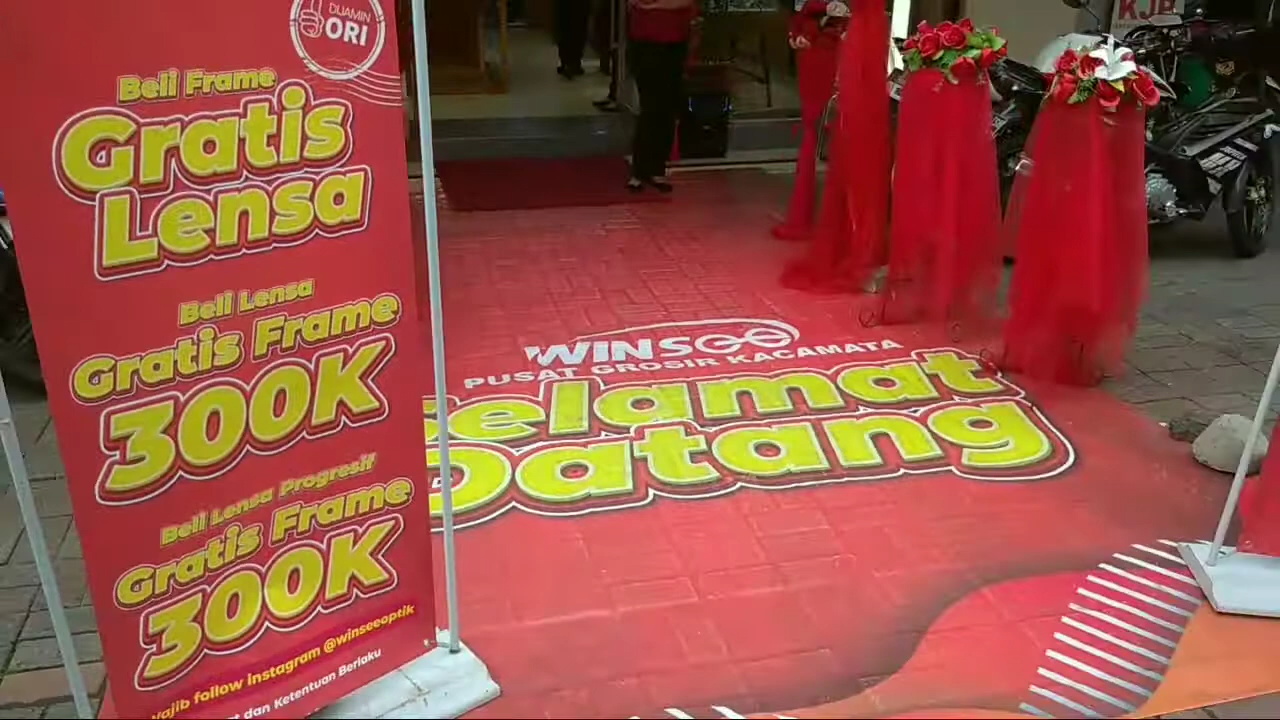 DIJAMIN
ORI
Beli Frame
Gratis
Lensa
Beli Lensa
Gratis Frame
300K
Beli Lensa Progresif
Gratis Frame
300K
Wajib follow instagram @winseeoptik
dan Ketentuan Berlaku
WINSEE
PUSAT GROSIR KACAMATA
Selamat
Datang
KJP